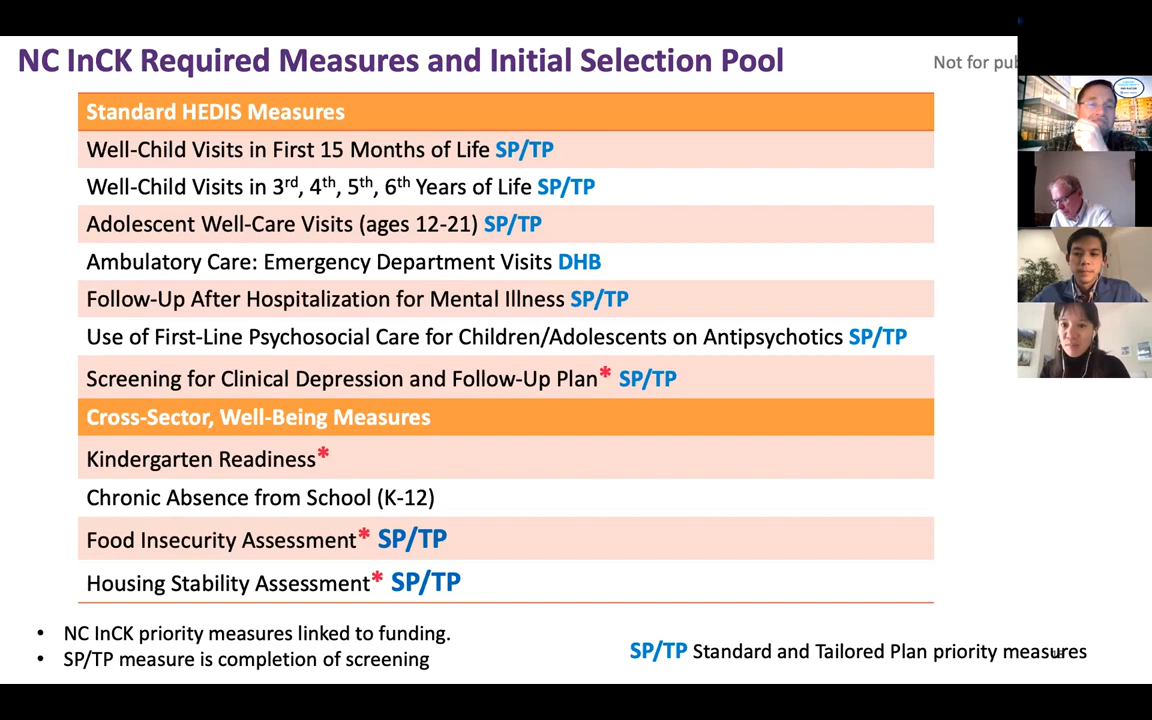 NC InCK Required Measures and Initial Selection Pool
Not for
Standard HEDIS Measures
Well-Child Visits in First 15 Months of Life SP/TP
Well-Child Visits in 3rd, 4th, 5th, 6th Years of Life SP/TP
Adolescent Well-Care Visits (ages 12-21) SP/TP
Ambulatory Care: Emergency Department Visits DHB
Follow-Up After Hospitalization for Mental Illness SP/TP
Use of First-Line Psychosocial Care for Children/Adolescents on Antipsychotics SP/TP
Screening for Clinical Depression and Follow-Up Plan* SP/TP
Cross-Sector, Well-Being Measures
Kindergarten Readiness*
Chronic Absence from School (K-12)
Food Insecurity Assessment* SP/TP
Housing Stability Assessment* SP/TP
• NC InCK priority measures linked to funding.
• SP/TP measure is completion of screening
SP/TP Standard and Tailored Plan priority measures